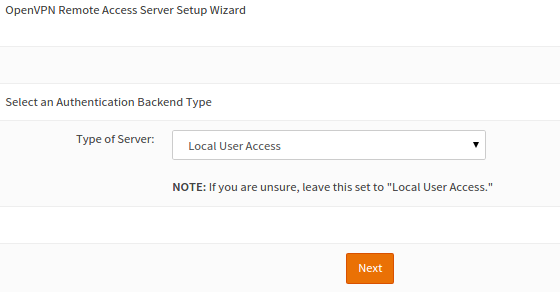 OpenVPN Remote Access Server Setup Wizard
Select an Authentication Backend Type
Type of Server:
Local User Access
NOTE: If you are unsure, leave this set to "Local User Access."
Next